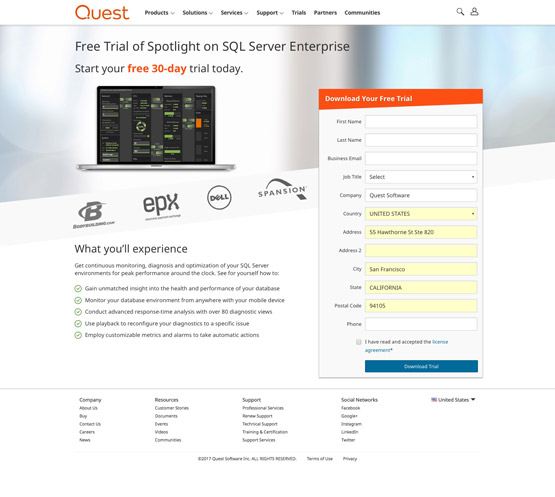 Quest
Products Solutions Services Support Trials Partners Communities
Free Trial of Spotlight on SQL Server Enterprise
Start your free 30-day trial today.
Download Your Free Trial
First Name
Last Name
Business Email
Job Title Select
Company Quest Software
Country UNITED STATES
Address 55 Hawthorne St Ste 820
Address 2
City San Francisco
State CALIFORNIA
Postal Code 94105
Phone
I have read and accepted the license
agreement*
Download Trial
BODYBUILDING.COM
epx
DELL
SPANSION
What you’ll experience
Get continuous monitoring, diagnosis and optimization of your SQL Server
environments for peak performance around the clock. See for yourself how to:
Gain unmatched insight into the health and performance of your database
Monitor your database environment from anywhere with your mobile device
Conduct advanced response-time analysis with over 80 diagnostic views
Use playback to reconfigure your diagnostics to a specific issue
Employ customizable metrics and alarms to take automatic actions
Company Resources Support Social Networks United States
About Us Customer Stories Professional Services Facebook
Buy Documents Renew Support Google+
Contact Us Events Technical Support Instagram
Careers Videos Training & Certification LinkedIn
News Communities Support Services Twitter
©2017 Quest Software Inc. ALL RIGHTS RESERVED. Terms of Use Privacy